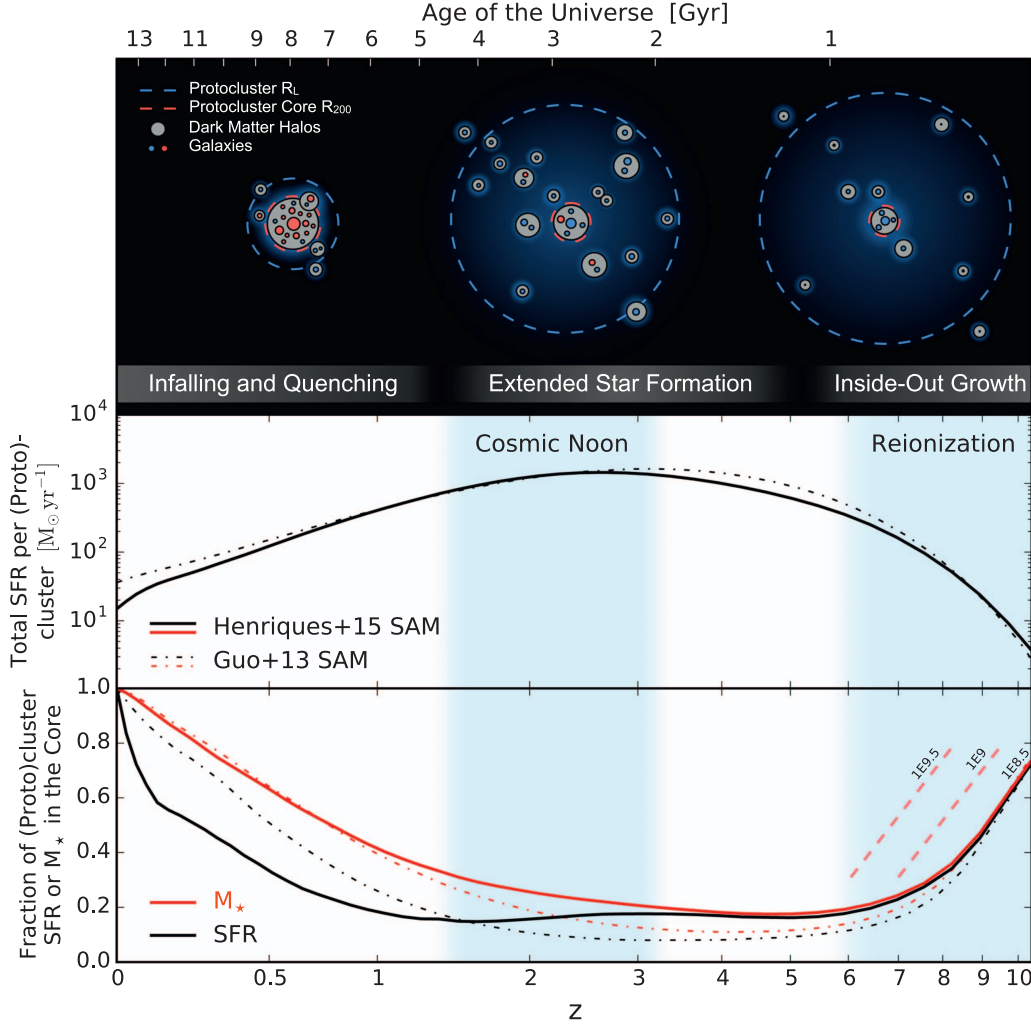 Age of the Universe [Gyr]
13 11 9 8 7 6 5 4 3 2 1
Protocluster R_L
Protocluster Core R_200
Dark Matter Halos
Galaxies
Infalling and Quenching Extended Star Formation Inside-Out Growth
Total SFR per (Proto)-
cluster [M_⊙ yr^−1]
10^4
10^3
10^2
10^1
Cosmic Noon Reionization
Henriques+15 SAM
Guo+13 SAM
Fraction of (Proto)cluster
SFR or M_⋆ in the Core
1.0
0.8
0.6
0.4
0.2
0.0
1E9.5 1E9 1E8.5
M_⋆
SFR
0 0.5 1 2 3 4 5 6 7 8 9 10
z